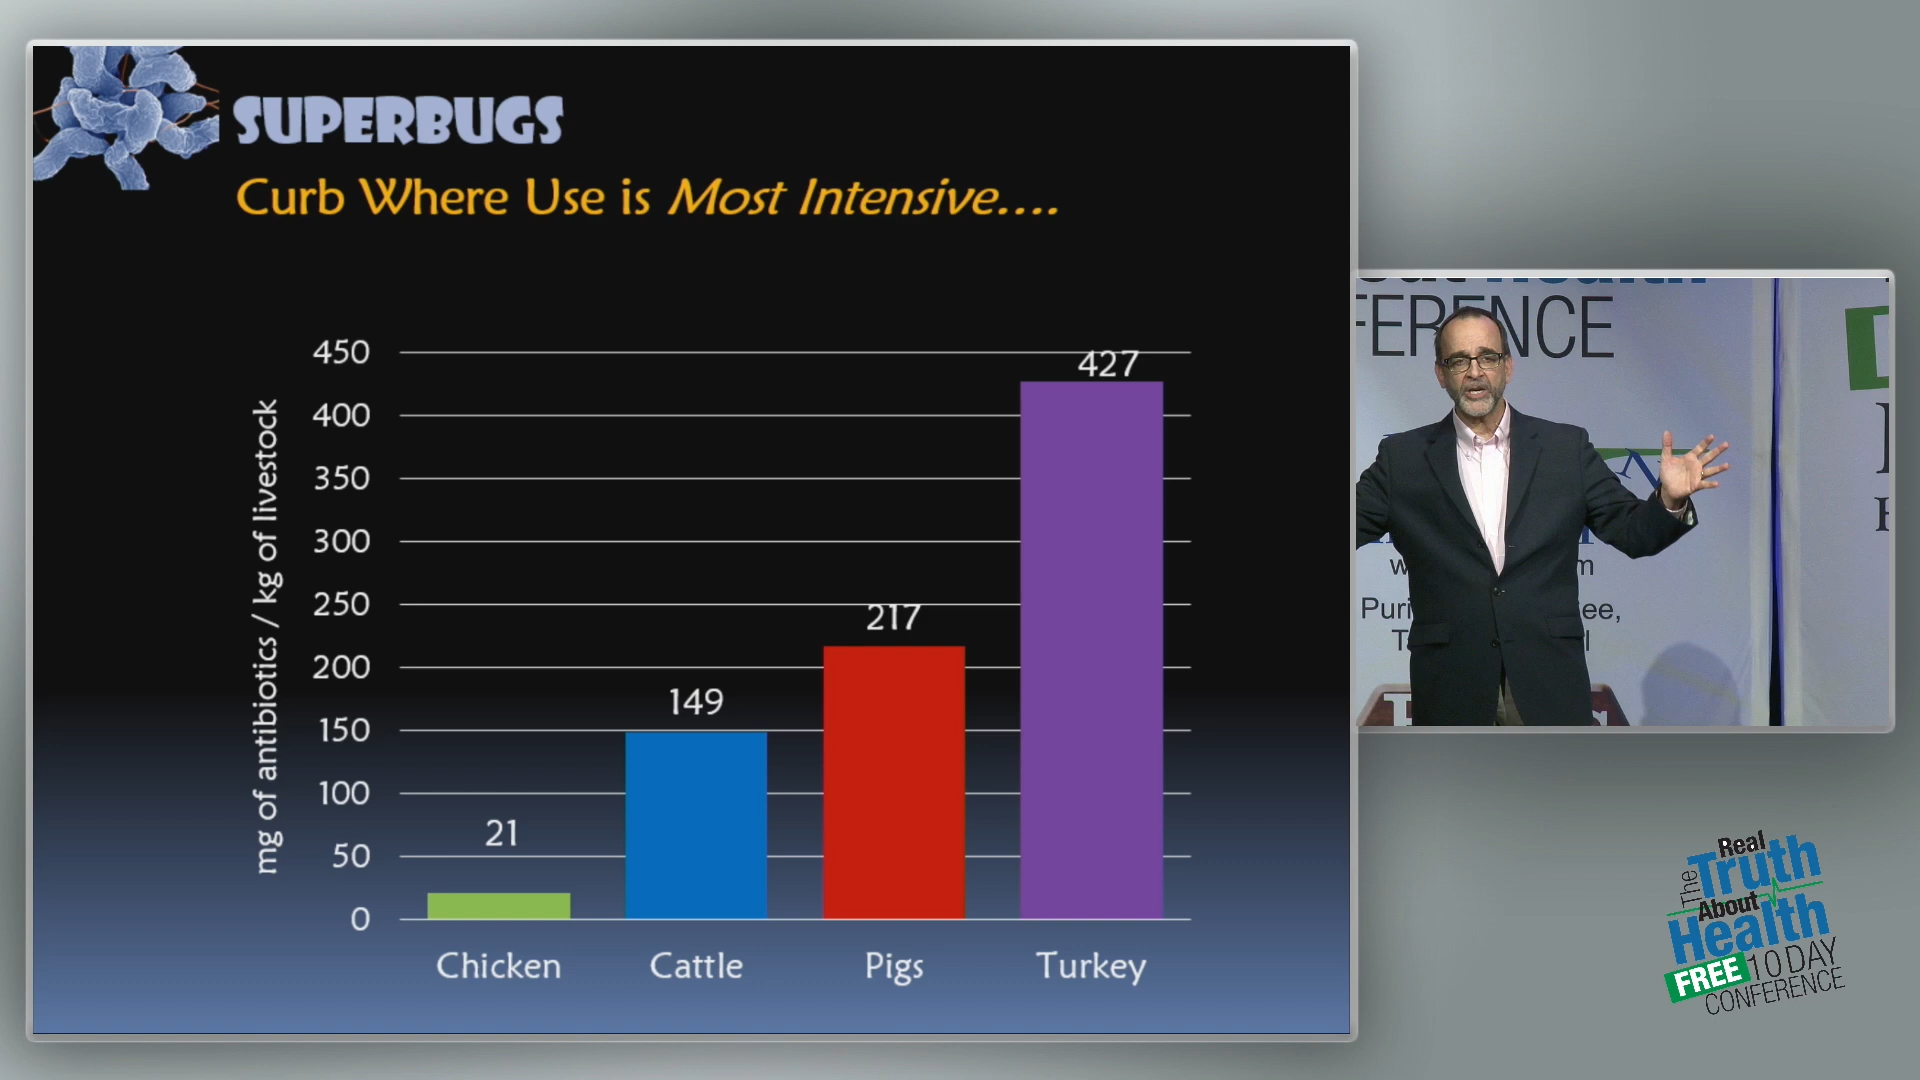 SUPERBUGS
Curb Where Use is Most Intensive....
mg of antibiotics / kg of livestock
450
400
350
300
250
200
150
100
50
0
21
149
217
427
Chicken
Cattle
Pigs
Turkey
FERENCE
Puri
ee,
The Real
Truth
About
Health
FREE 10 DAY
CONFERENCE